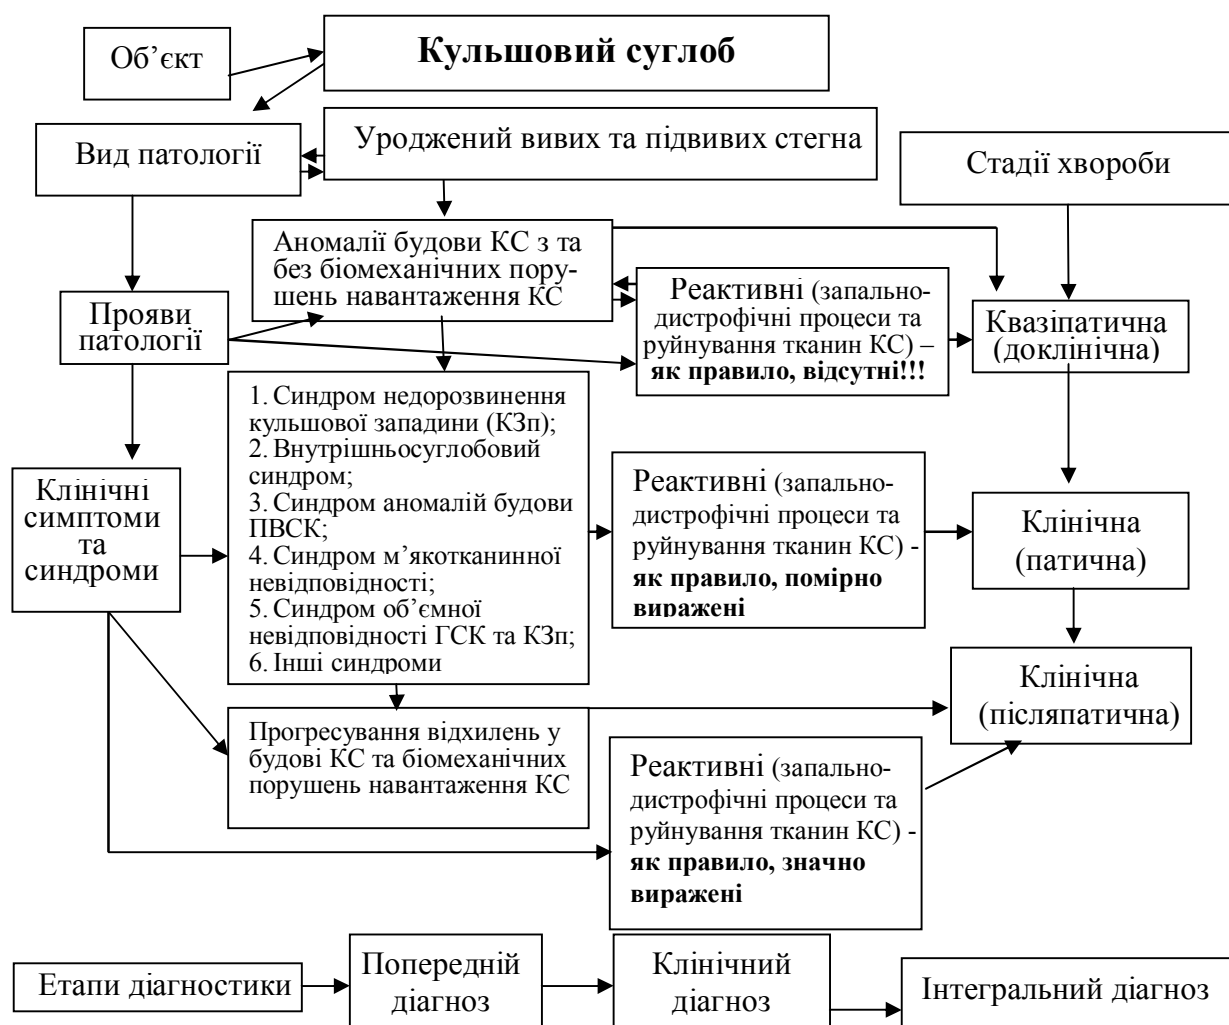 Об’єкт
Кульшовий суглоб
Вид патології
Уроджений вивих та підвивих стегна
Стадії хвороби
Аномалії будови КС з та
без біомеханічних пору-
шень навантаження КС
Прояви
патології
Реактивні (запально-
дистрофічні процеси та
руйнування тканин КС) –
як правило, відсутні!!!
Квазіпатична
(доклінічна)
Клінічні
симптоми
та
синдроми
1. Синдром недорозвинення
кульшової западини (КЗп);
2. Внутрішньосуглобовий
синдром;
3. Синдром аномалій будови
ПВСК;
4. Синдром м’якотканинної
невідповідності;
5. Синдром об’ємної
невідповідності ГСК та КЗп;
6. Інші синдроми
Реактивні (запально-
дистрофічні процеси та
руйнування тканин КС) -
як правило, помірно
виражені
Клінічна
(патична)
Клінічна
(післяпатична)
Прогресування відхилень у
будові КС та біомеханічних
порушень навантаження КС
Реактивні (запально-
дистрофічні процеси та
руйнування тканин КС) -
як правило, значно
виражені
Етапи діагностики
Попередній
діагноз
Клінічний
діагноз
Інтегральний діагноз